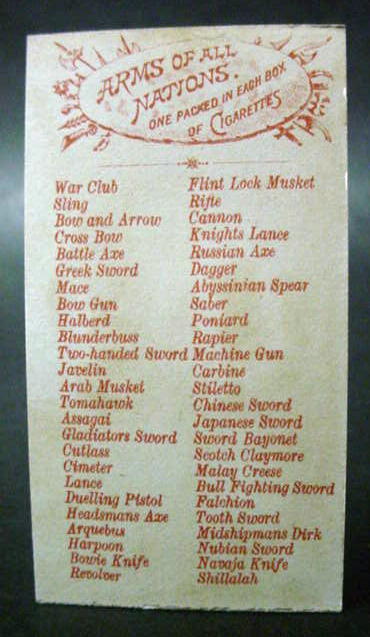 ARMS OF ALL
NATIONS.
ONE PACKED IN EACH BOX
OF CIGARETTES
War Club
Sling
Bow and Arrow
Cross Bow
Battle Axe
Greek Sword
Mace
Bow Gun
Halberd
Blunderbuss
Two-handed Sword
Javelin
Arab Musket
Tomahawk
Assagai
Gladiators Sword
Cutlass
Cimeter
Lance
Duelling Pistol
Headsmans Axe
Arquebus
Harpoon
Bowie Knife
Revolver
Flint Lock Musket
Rifle
Cannon
Knights Lance
Russian Axe
Dagger
Abyssinian Spear
Saber
Poniard
Rapier
Machine Gun
Carbine
Stiletto
Chinese Sword
Japanese Sword
Sword Bayonet
Scotch Claymore
Malay Creese
Bull Fighting Sword
Falchion
Tooth Sword
Midshipmans Dirk
Nubian Sword
Navaja Knife
Shillalah